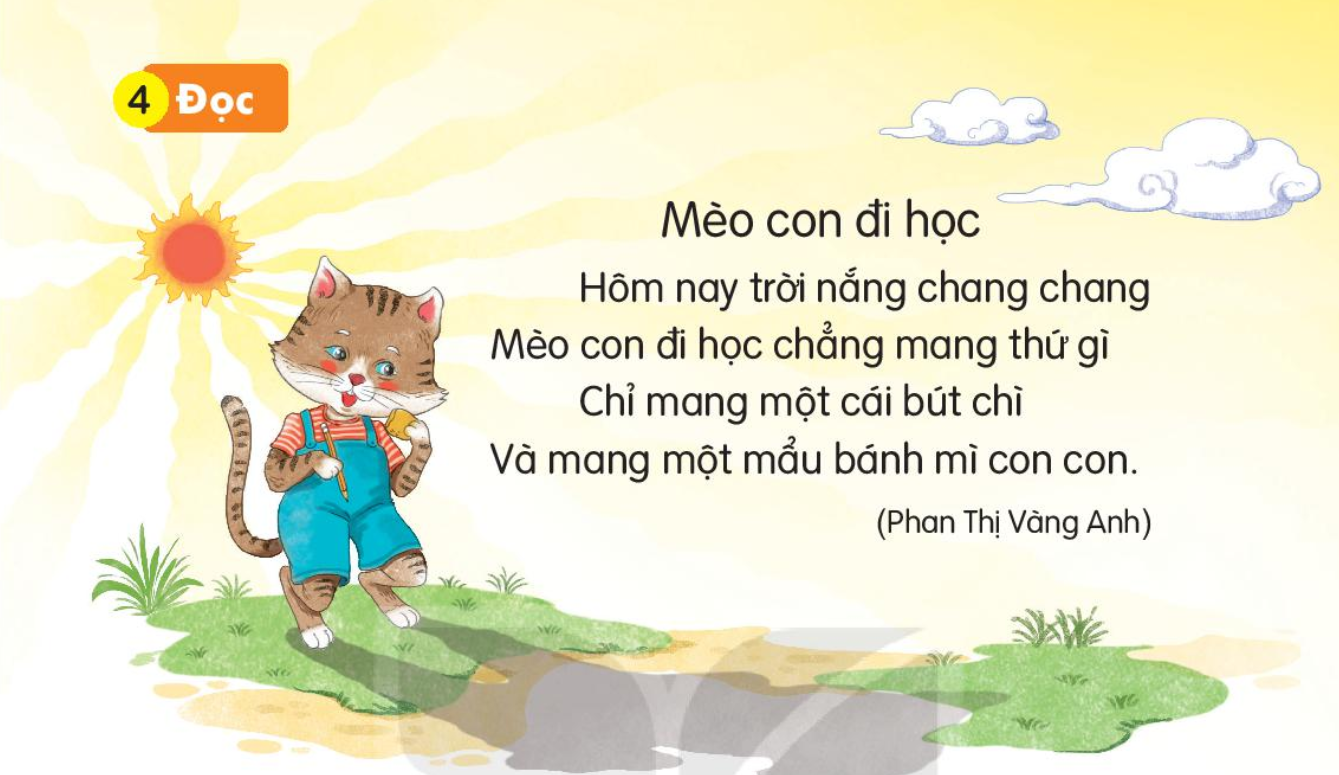 4 Đọc
Mèo con đi học
Hôm nay trời nắng chang chang
Mèo con đi học chẳng mang thứ gì
Chỉ mang một cái bút chì
Và mang một mẩu bánh mì con con.
(Phan Thị Vàng Anh)